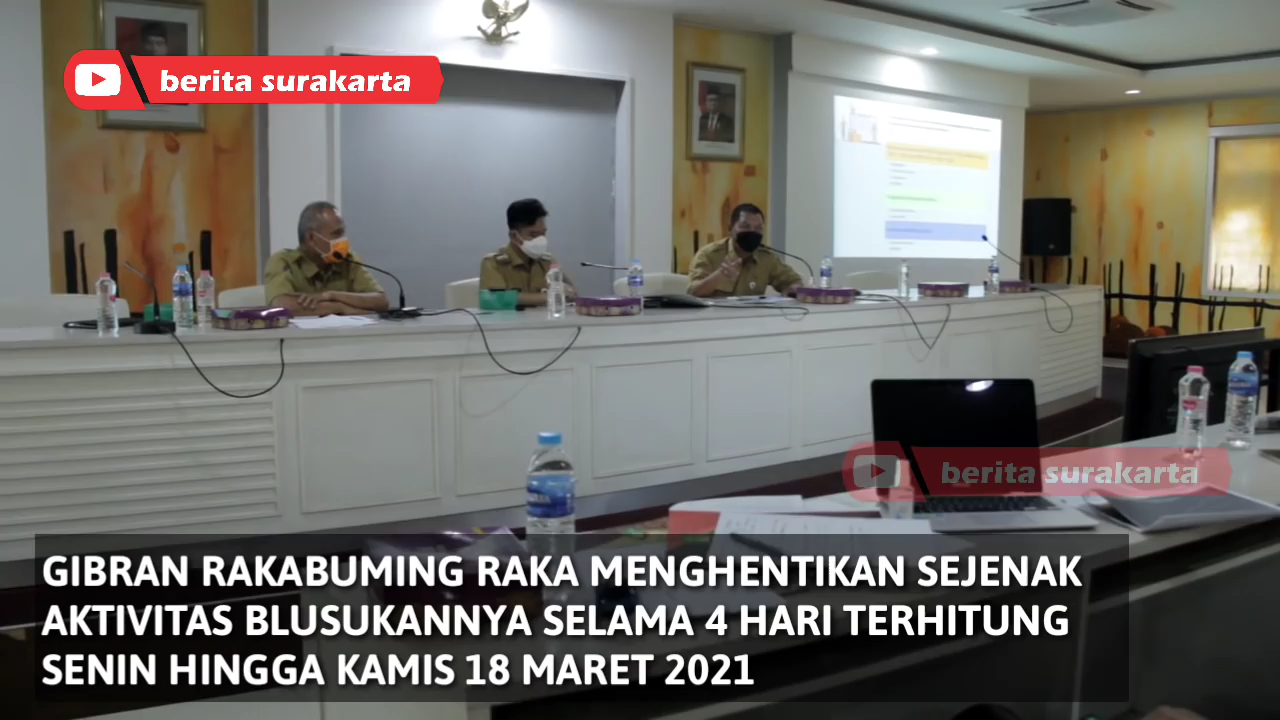 berita surakarta
berita surakarta
GIBRAN RAKABUMING RAKA MENGHENTIKAN SEJENAK
AKTIVITAS BLUSUKANNYA SELAMA 4 HARI TERHITUNG
SENIN HINGGA KAMIS 18 MARET 2021